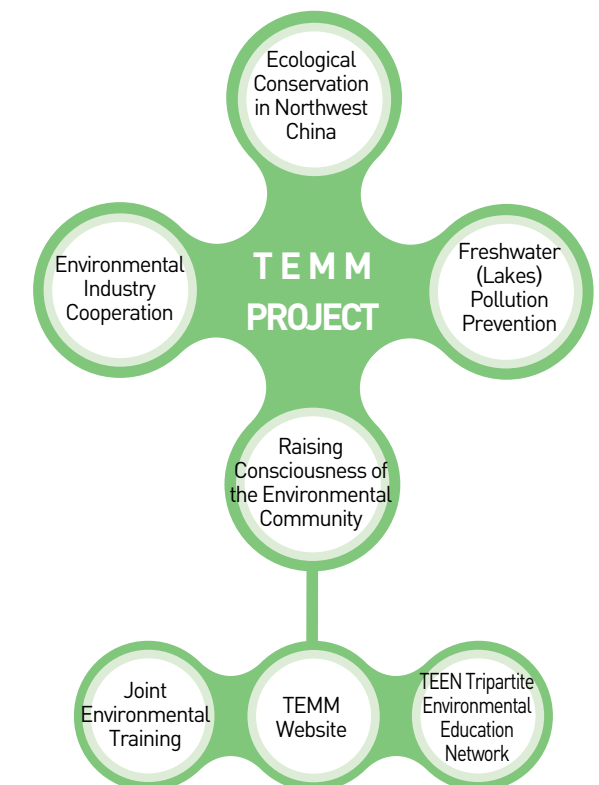 Ecological
Conservation
in Northwest
China
Environmental
Industry
Cooperation
TEMM
PROJECT
Freshwater
(Lakes)
Pollution
Prevention
Raising
Consciousness of
the Environmental
Community
Joint
Environmental
Training
TEMM
Website
TEEN Tripartite
Environmental
Education
Network